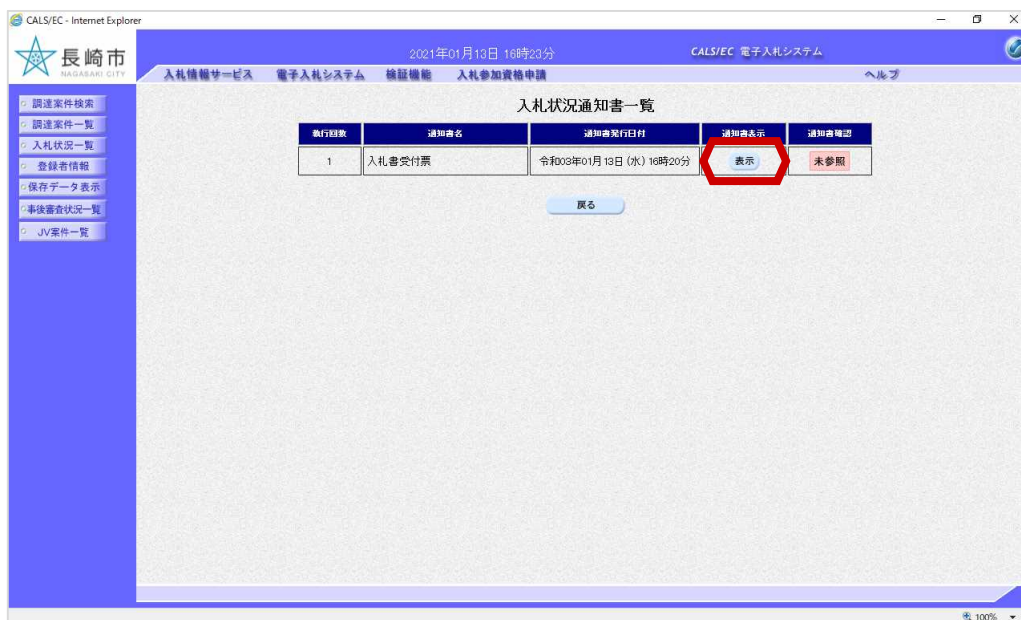 CALS/EC - Internet Explorer
長崎市
NAGASAKI CITY
2021年01月13日 16時23分
CALS/EC 電子入札システム
入札情報サービス 電子入札システム 検証機能 入札参加資格申請 ヘルプ
調達案件検索
調達案件一覧
入札状況一覧
登録者情報
保存データ表示
事後審査状況一覧
JV案件一覧
入札状況通知書一覧
執行回数 通知書名 通知書発行日付 通知書表示 通知書確認
1 入札書受付票 令和03年01月13日 (水) 16時20分 表示 未参照
戻る
100%